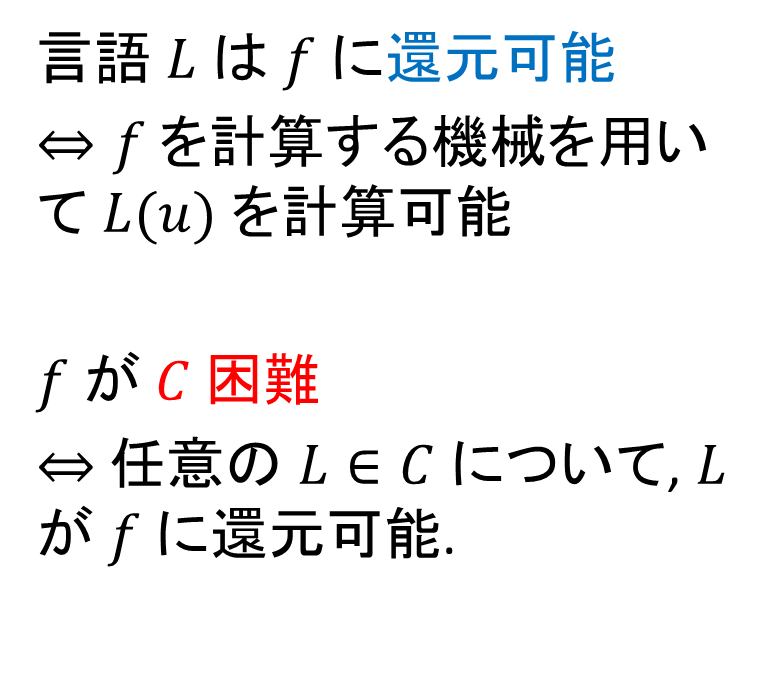 言語 L は f に還元可能
⇔ f を計算する機械を用い
て L(u) を計算可能
f が C 困難
⇔ 任意の L ∈ C について, L
が f に還元可能.